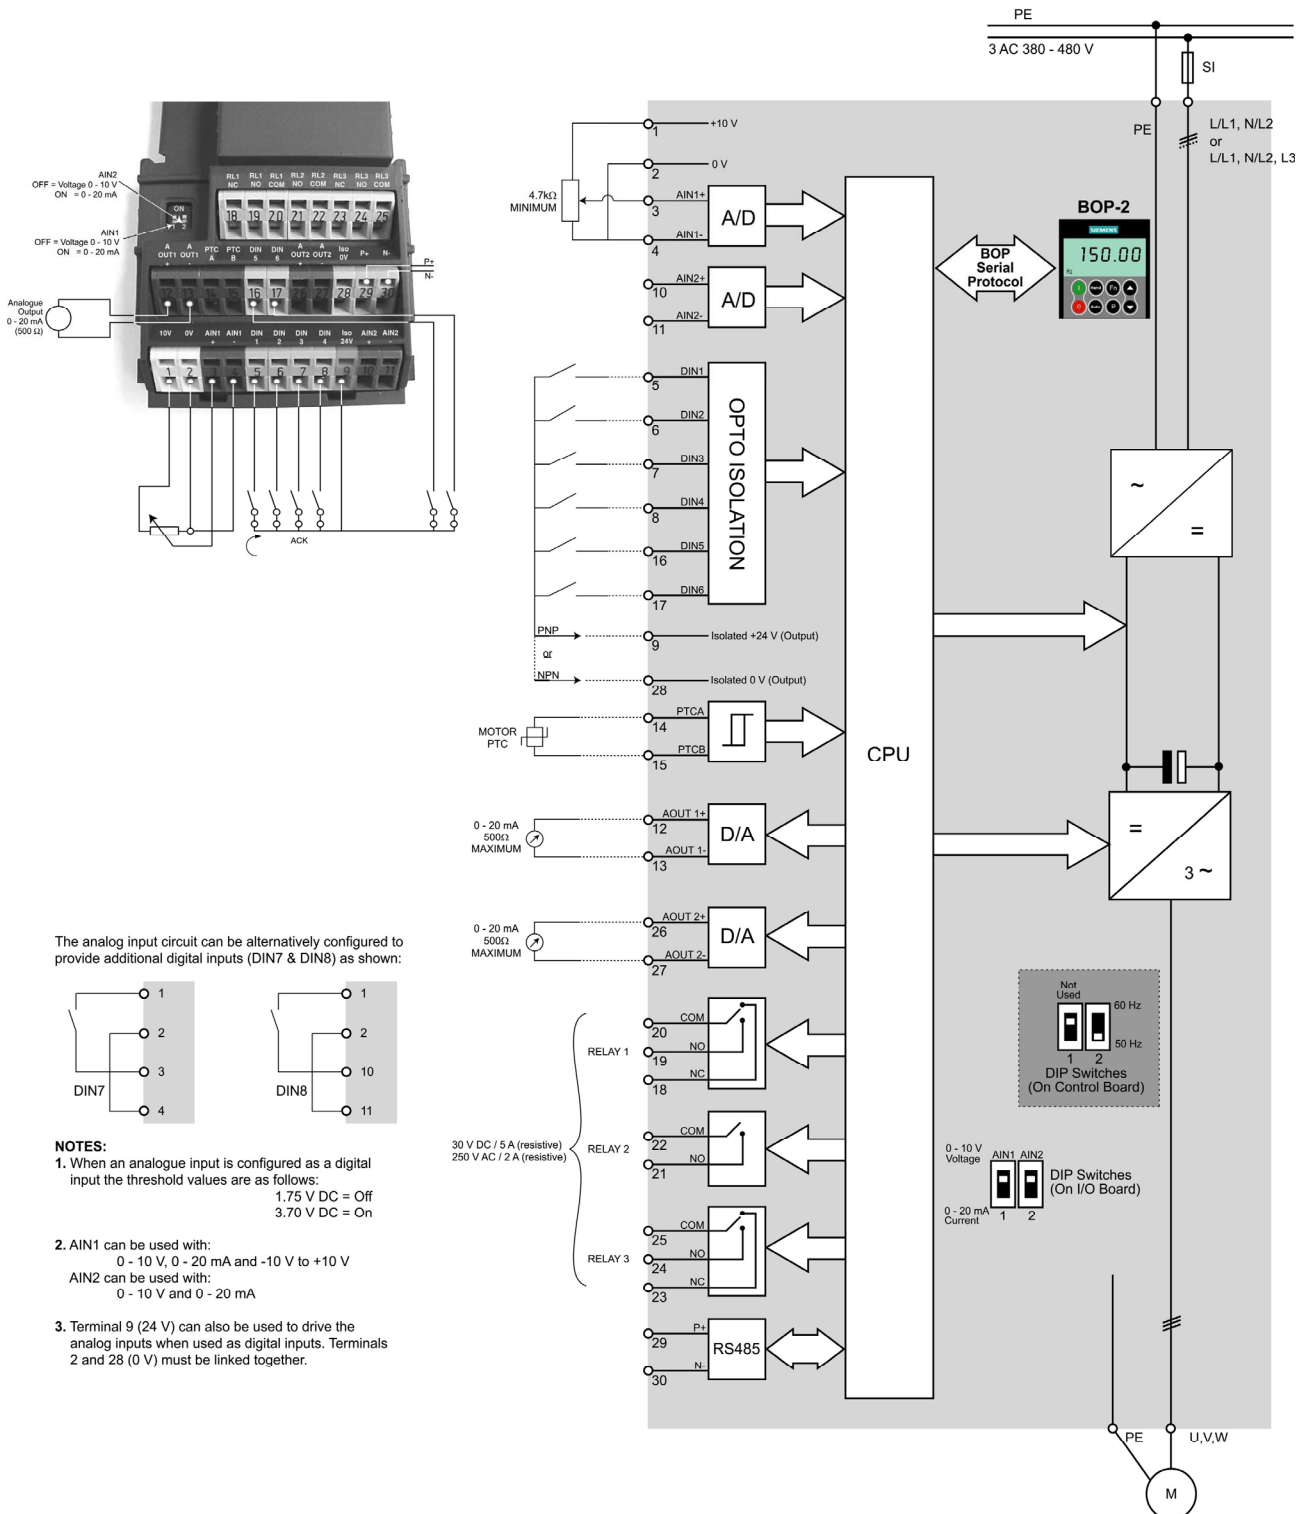 PE
3 AC 380 - 480 V
SI
PE
L/L1, N/L2
or
L/L1, N/L2, L3
AIN2
OFF = Voltage 0 - 10 V
ON = 0 - 20 mA
AIN1
OFF = Voltage 0 - 10 V
ON = 0 - 20 mA
ON
1 2
RL1 RL1 RL1 RL2 RL2 RL3 RL3 RL3
NC NO COM NO COM NC NO COM
18 19 20 21 22 23 24 25
A A PTC PTC DIN DIN A A Iso P+ N-
OUT1 OUT1 A B 5 6 OUT2 OUT2 0V
+ - + -
12 13 14 15 16 17 26 27 28 29 30
P+
N-
Analogue
Output
0 - 20 mA
(500 Ω)
10V 0V AIN1 AIN1 DIN DIN DIN DIN Iso AIN2 AIN2
+ - 1 2 3 4 24V + -
1 2 3 4 5 6 7 8 9 10 11
ACK
1
+10 V
2
0 V
4.7kΩ
MINIMUM
3
AIN1+
4
AIN1-
A/D
10
AIN2+
11
AIN2-
A/D
5
DIN1
6
DIN2
7
DIN3
8
DIN4
16
DIN5
17
DIN6
OPTO ISOLATION
PNP
9
Isolated +24 V (Output)
or
NPN
28
Isolated 0 V (Output)
MOTOR
PTC
14
PTCA
15
PTCB
0 - 20 mA
500Ω
MAXIMUM
12
AOUT 1+
13
AOUT 1-
D/A
0 - 20 mA
500Ω
MAXIMUM
26
AOUT 2+
27
AOUT 2-
D/A
30 V DC / 5 A (resistive)
250 V AC / 2 A (resistive)
RELAY 1
20
COM
19
NO
18
NC
RELAY 2
22
COM
21
NO
RELAY 3
25
COM
24
NO
23
NC
29
P+
30
N-
RS485
CPU
BOP
Serial
Protocol
BOP-2
SIEMENS
150.00
Hz
I Hand Fn
0 Auto P
~
=
=
3 ~
Not
Used
60 Hz
50 Hz
1 2
DIP Switches
(On Control Board)
0 - 10 V
Voltage
AIN1 AIN2
0 - 20 mA
Current
1 2
DIP Switches
(On I/O Board)
PE
U,V,W
M
The analog input circuit can be alternatively configured to
provide additional digital inputs (DIN7 & DIN8) as shown:
1
2
3
4
DIN7
1
2
10
11
DIN8
NOTES:
1. When an analogue input is configured as a digital
input the threshold values are as follows:
1.75 V DC = Off
3.70 V DC = On
2. AIN1 can be used with:
0 - 10 V, 0 - 20 mA and -10 V to +10 V
AIN2 can be used with:
0 - 10 V and 0 - 20 mA
3. Terminal 9 (24 V) can also be used to drive the
analog inputs when used as digital inputs. Terminals
2 and 28 (0 V) must be linked together.